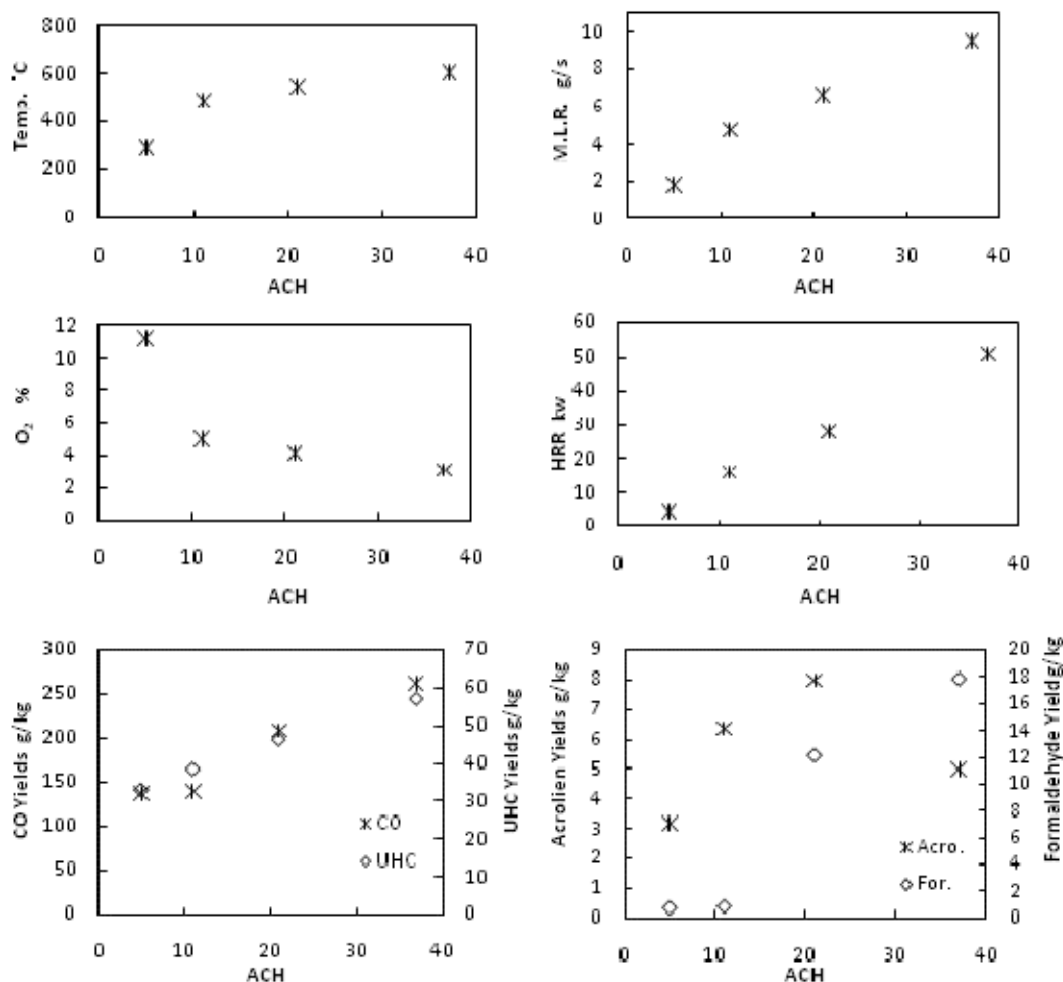 Temp. °C
800
600
400
200
0
0 10 20 30 40
ACH
M.L.R. g/s
10
8
6
4
2
0
0 10 20 30 40
ACH
O₂ %
12
10
8
6
4
2
0
0 10 20 30 40
ACH
HRR kw
60
50
40
30
20
10
0
0 10 20 30 40
ACH
CO Yields g/kg
300
250
200
150
100
50
0
0 10 20 30 40
ACH
70
60
50
40
30
20
10
0
UHC Yields g/kg
CO
UHC
Acrolien Yields g/kg
9
8
7
6
5
4
3
2
1
0
0 10 20 30 40
ACH
20
18
16
14
12
10
8
6
4
2
0
Formaldehyde Yield g/kg
Acro.
For.